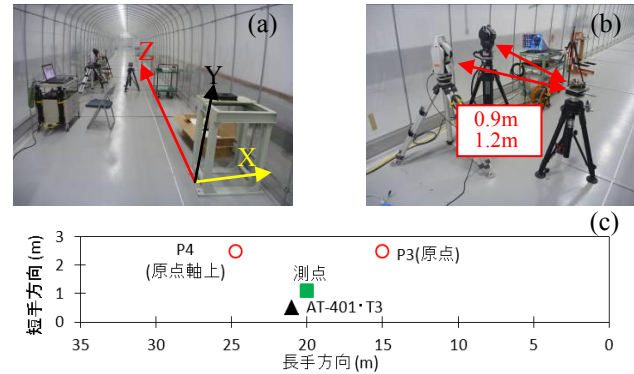 (a)
Z
Y
X
(b)
0.9m
1.2m
(c)
短手方向 (m)
3
2
1
0
P4
(原点軸上)
P3(原点)
測点
AT-401・T3
35
30
25
20
15
10
5
0
長手方向 (m)